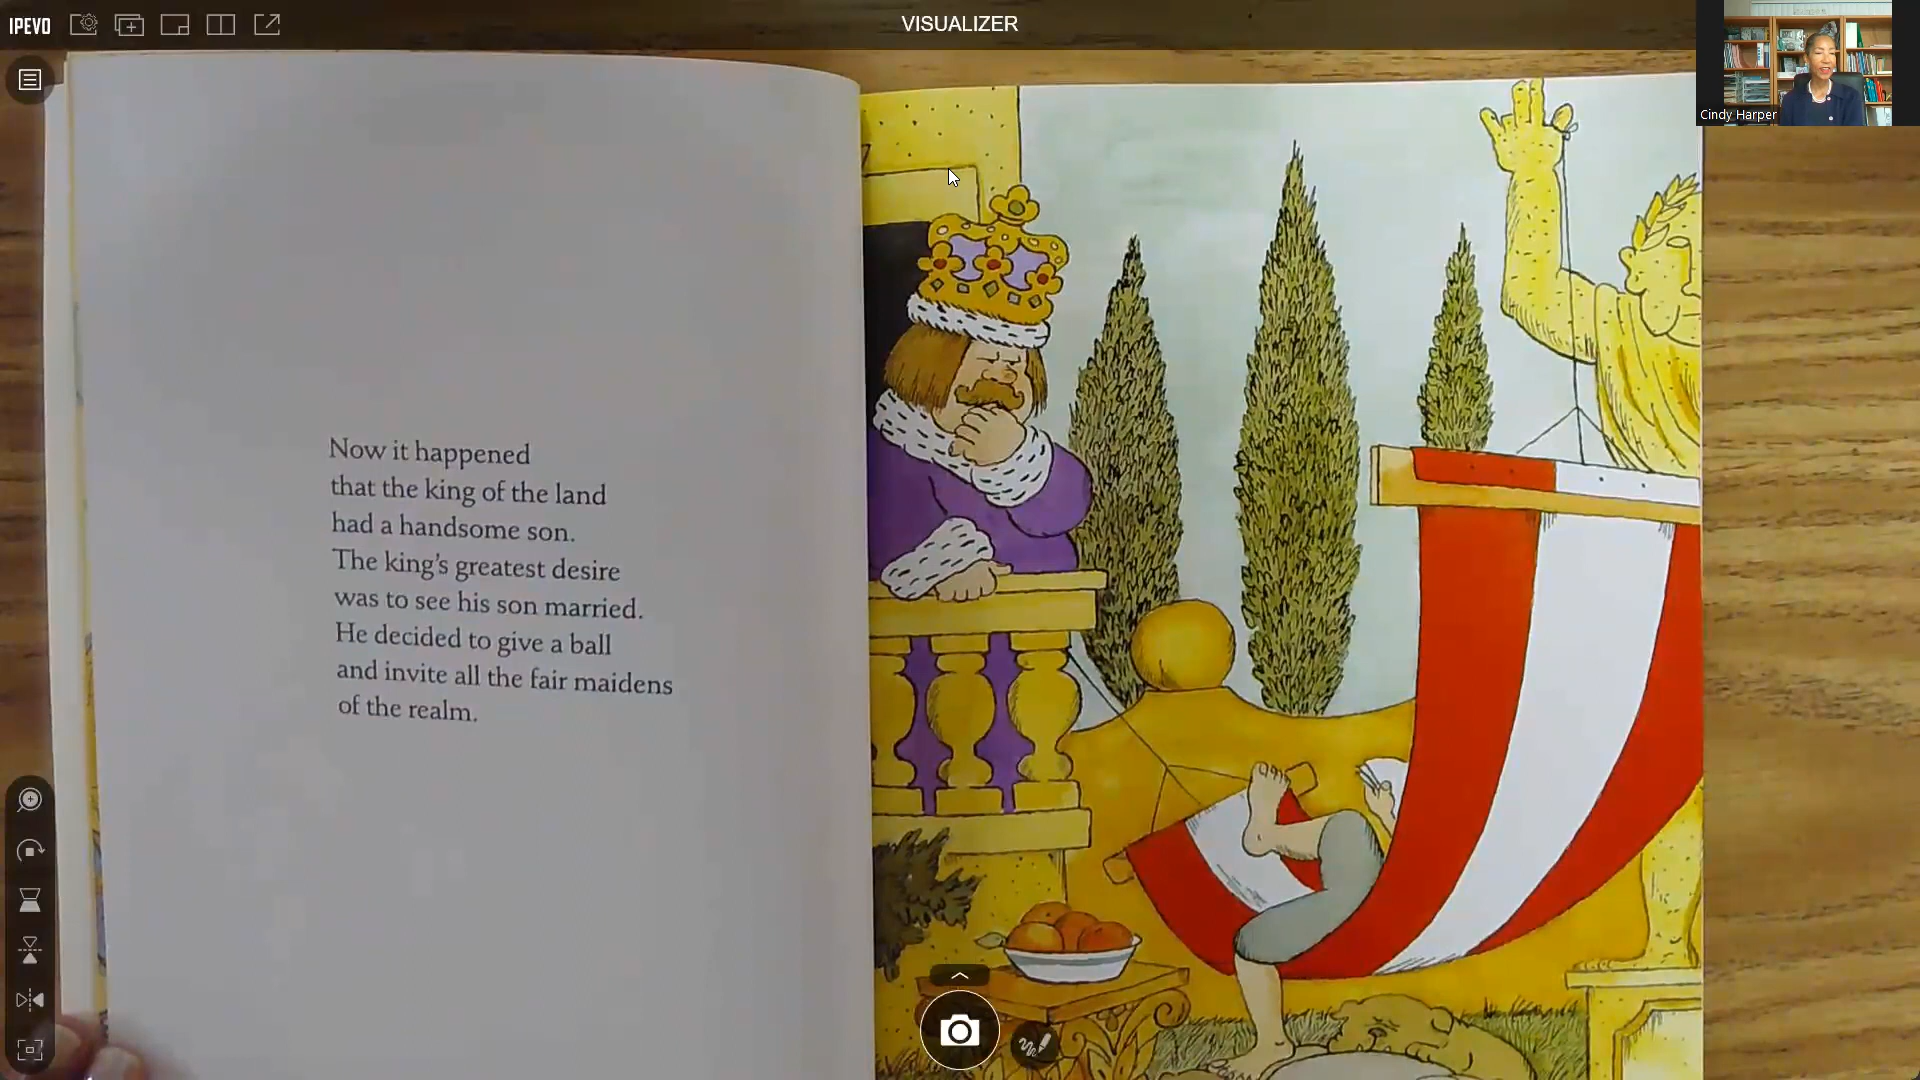 IPEVO
VISUALIZER
Cindy Harper
Now it happened
that the king of the land
had a handsome son.
The king's greatest desire
was to see his son married.
He decided to give a ball
and invite all the fair maidens
of the realm.